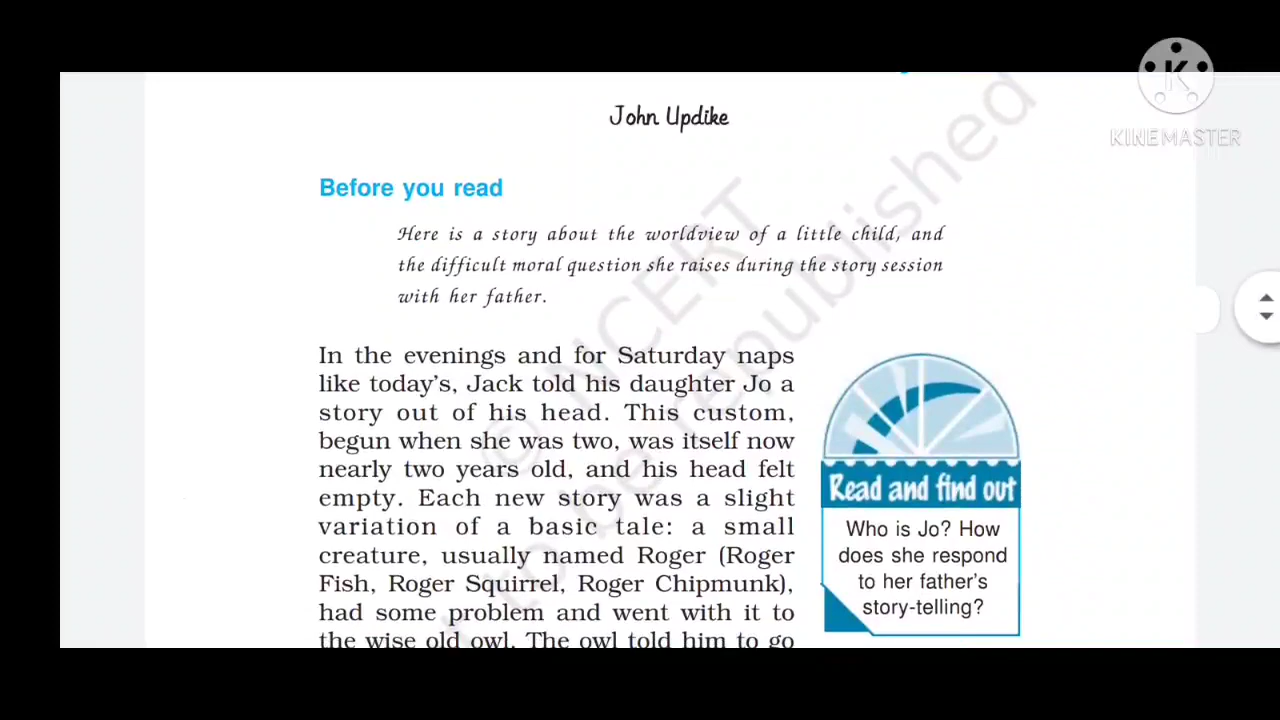 KINEMASTER
John Updike
Before you read
Here is a story about the worldview of a little child, and
the difficult moral question she raises during the story session
with her father.
In the evenings and for Saturday naps
like today's, Jack told his daughter Jo a
story out of his head. This custom,
begun when she was two, was itself now
nearly two years old, and his head felt
empty. Each new story was a slight
variation of a basic tale: a small
creature, usually named Roger (Roger
Fish, Roger Squirrel, Roger Chipmunk),
had some problem and went with it to
the wise old owl. The owl told him to go
Read and find out
Who is Jo? How
does she respond
to her father's
story-telling?
© NCERT
to be republished